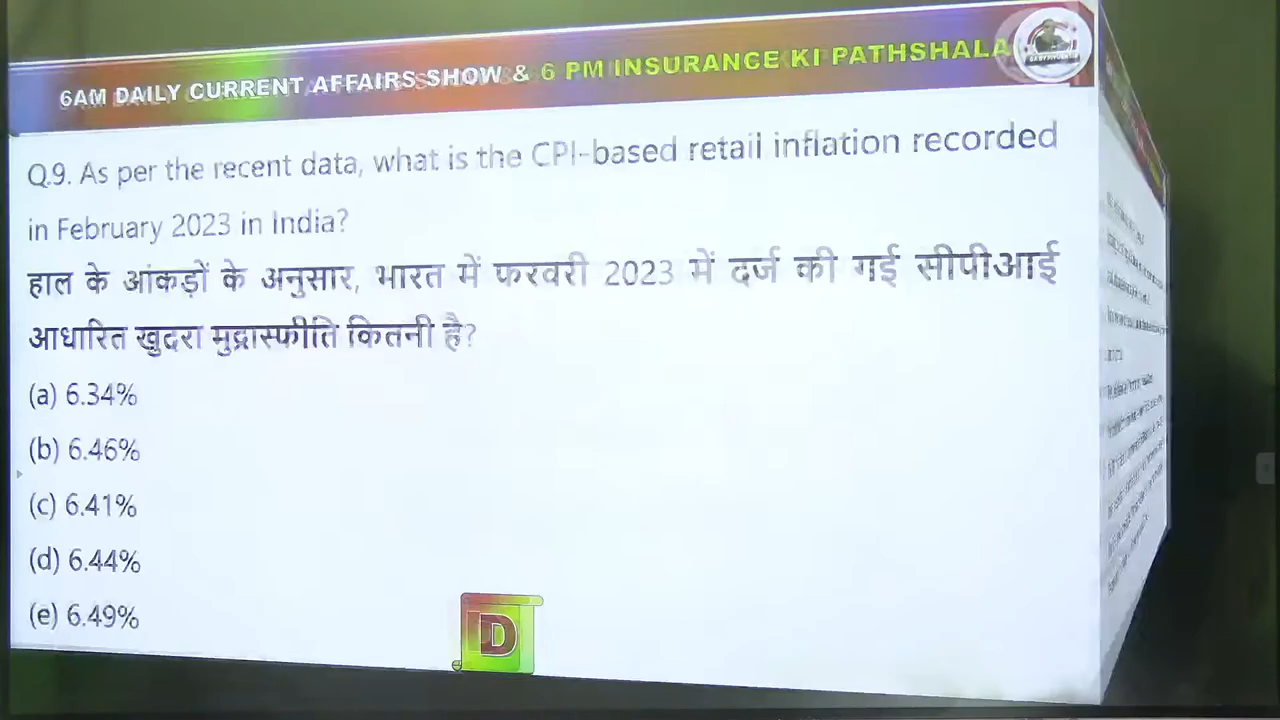 6AM DAILY CURRENT AFFAIRS SHOW & 6 PM INSURANCE KI PATHSHALA
Q.9. As per the recent data, what is the CPI-based retail inflation recorded
in February 2023 in India?
हाल के आंकड़ों के अनुसार, भारत में फरवरी 2023 में दर्ज की गई सीपीआई
आधारित खुदरा मुद्रास्फीति कितनी है?
(a) 6.34%
(b) 6.46%
(c) 6.41%
(d) 6.44%
(e) 6.49%
D